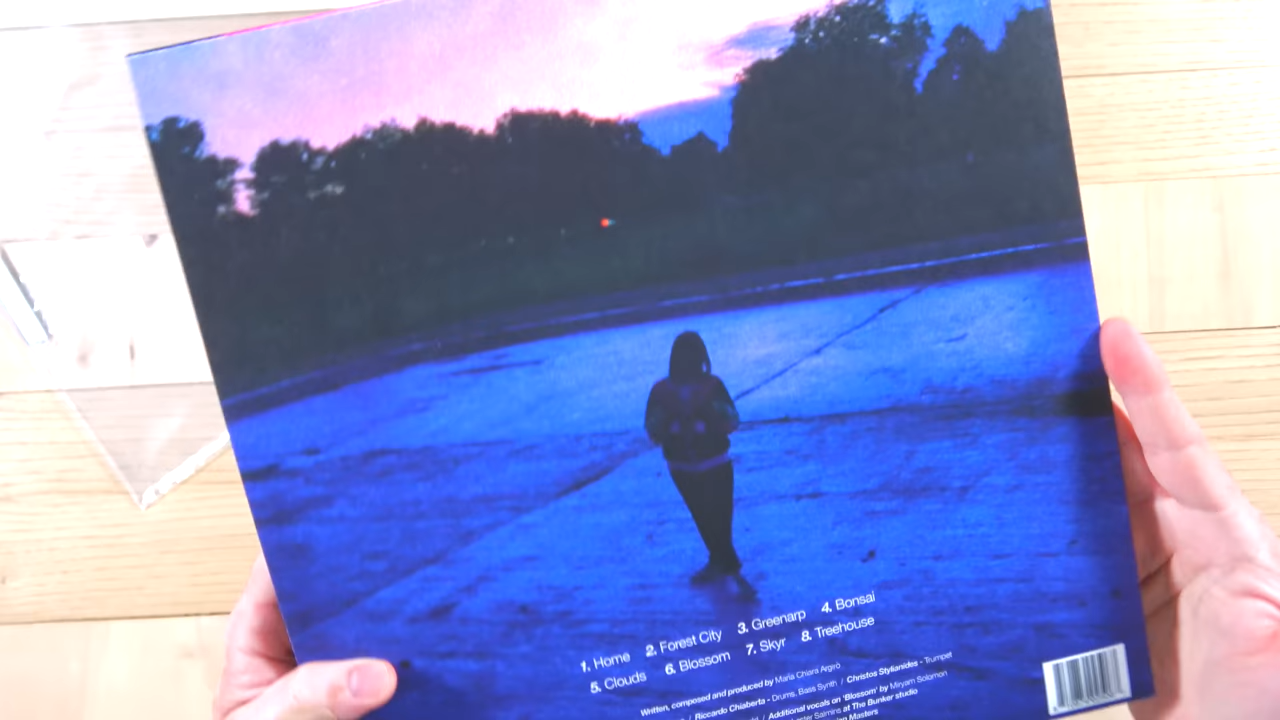 1. Home 2. Forest City 3. Greenarp 4. Bonsai
5. Clouds 6. Blossom 7. Skyr 8. Treehouse
Written, composed and produced by Maria Chiara Argirò
/ Riccardo Chiaberta - Drums, Bass Synth / Christos Stylianides - Trumpet
/ Additional vocals on 'Blossom' by Miryam Solomon
Salmins at The Bunker studio
Masters